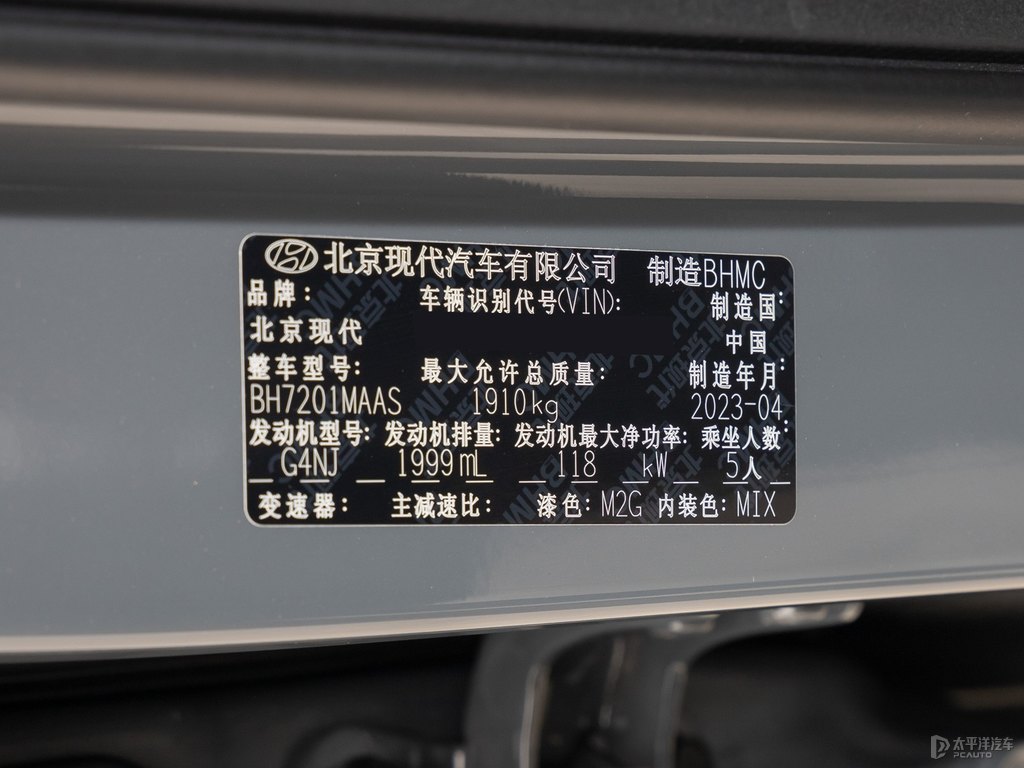 北京现代汽车有限公司 制造BHMC
品牌: 车辆识别代号(VIN): 制造国:
北京现代 中国
整车型号: 最大允许总质量: 制造年月:
BH7201MAAS 1910kg 2023-04
发动机型号: 发动机排量: 发动机最大净功率: 乘坐人数:
G4NJ 1999mL 118 kW 5人
变速器: 主减速比: 漆色: M2G 内装色: MIX
太平洋汽车
PCAUTO